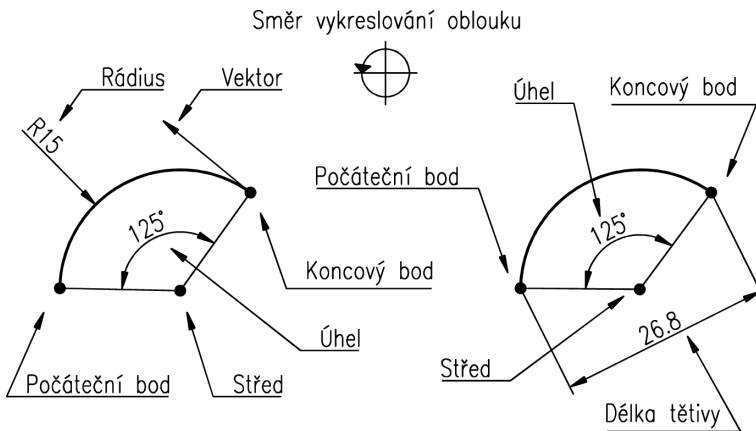 Směr vykreslování oblouku
Rádius
Vektor
R15
125°
Koncový bod
Úhel
Počáteční bod
Střed
Úhel
Koncový bod
Počáteční bod
125°
Střed
26.8
Délka tětivy